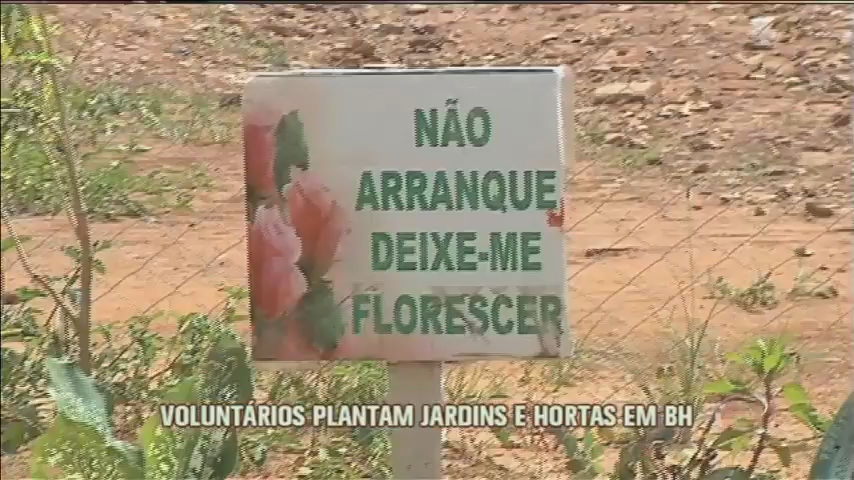 NÃO
ARRANQUE
DEIXE-ME
FLORESCER
VOLUNTÁRIOS PLANTAM JARDINS E HORTAS EM BH